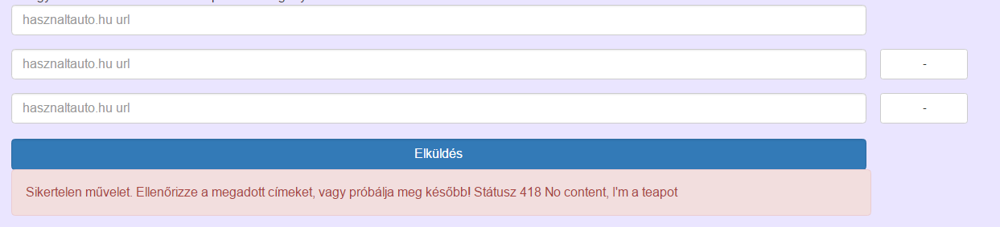 hasznaltauto.hu url
hasznaltauto.hu url
-
hasznaltauto.hu url
-
Elküldés
Sikertelen művelet. Ellenőrizze a megadott címeket, vagy próbálja meg később! Státusz 418 No content, I'm a teapot